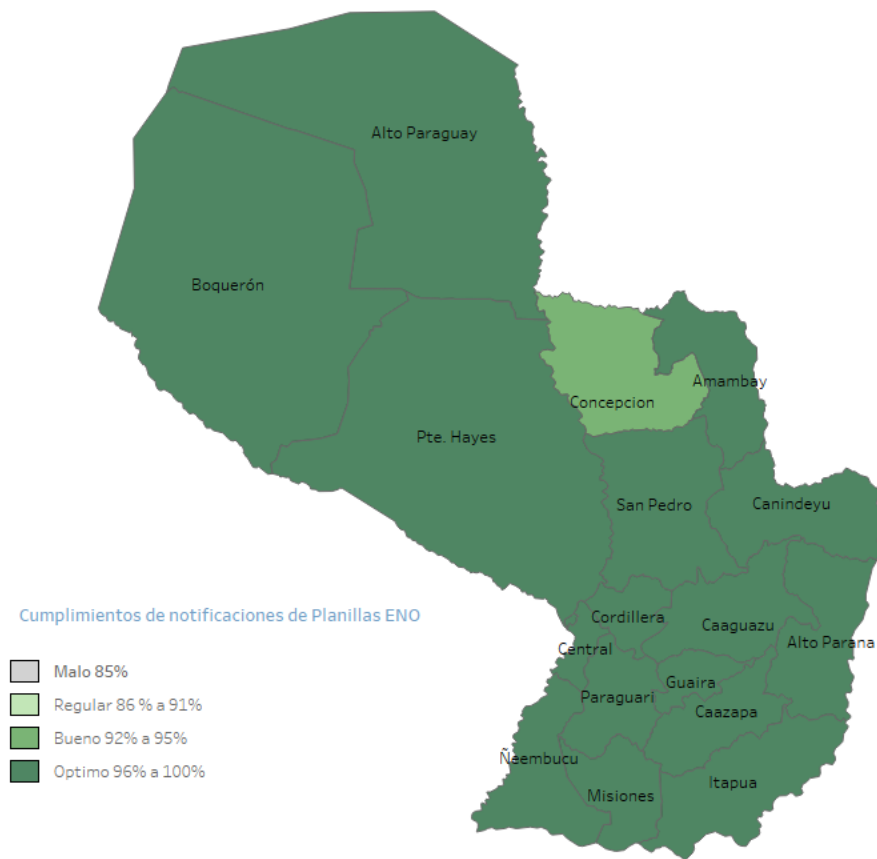 Alto Paraguay
Boquerón
Amambay
Concepcion
Pte. Hayes
San Pedro
Canindeyu
Cordillera
Caaguazu
Alto Parana
Central
Guaira
Paraguari
Caazapa
Ñeembucu
Itapua
Misiones
Cumplimientos de notificaciones de Planillas ENO
Malo 85%
Regular 86 % a 91%
Bueno 92% a 95%
Optimo 96% a 100%